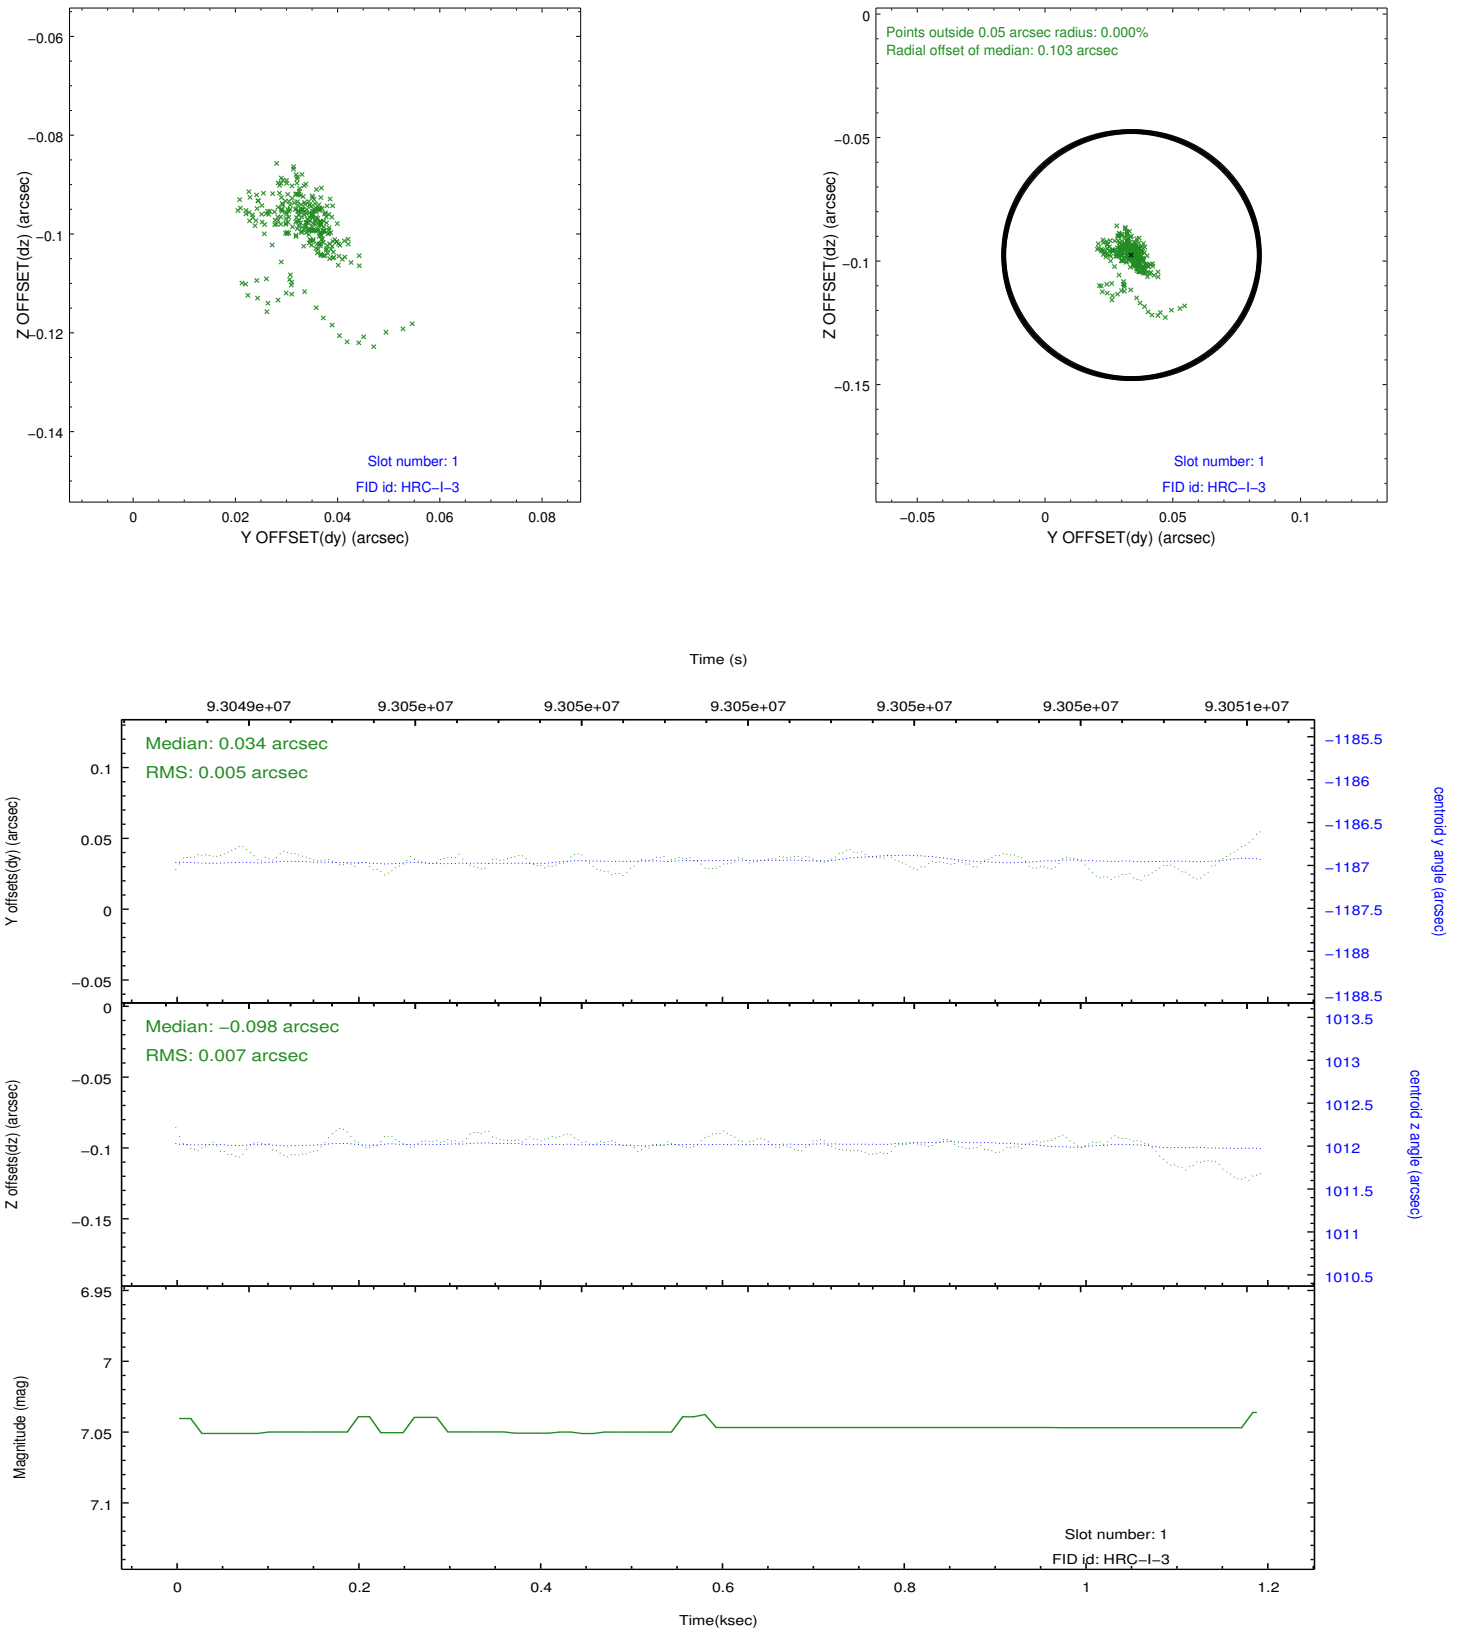 −0.06
−0.08
−0.1
−0.12
−0.14
Z OFFSET(dz) (arcsec)
Slot number: 1
FID id: HRC−I−3
0 0.02 0.04 0.06 0.08
Y OFFSET(dy) (arcsec)
Points outside 0.05 arcsec radius: 0.000%
Radial offset of median: 0.103 arcsec
0
−0.05
−0.1
−0.15
Z OFFSET(dz) (arcsec)
Slot number: 1
FID id: HRC−I−3
−0.05 0 0.05 0.1
Y OFFSET(dy) (arcsec)
Time (s)
9.3049e+07 9.305e+07 9.305e+07 9.305e+07 9.305e+07 9.305e+07 9.3051e+07
Median: 0.034 arcsec
RMS: 0.005 arcsec
0.1
0.05
0
−0.05
Y offsets(dy) (arcsec)
−1185.5
−1186
−1186.5
−1187
−1187.5
−1188
−1188.5
centroid y angle (arcsec)
Median: −0.098 arcsec
RMS: 0.007 arcsec
0
−0.05
−0.1
−0.15
Z offsets(dz) (arcsec)
1013.5
1013
1012.5
1012
1011.5
1011
1010.5
centroid z angle (arcsec)
6.95
7
7.05
7.1
Magnitude (mag)
Slot number: 1
FID id: HRC−I−3
0 0.2 0.4 0.6 0.8 1 1.2
Time(ksec)